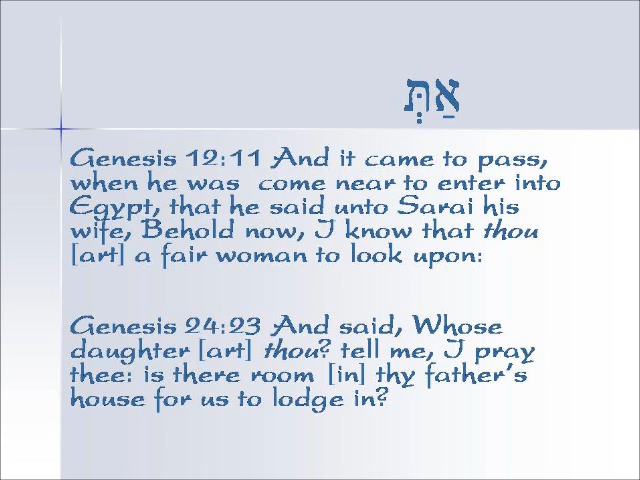 אַתְּ
Genesis 12:11 And it came to pass,
when he was come near to enter into
Egypt, that he said unto Sarai his
wife, Behold now, I know that thou
[art] a fair woman to look upon:
Genesis 24:23 And said, Whose
daughter [art] thou? tell me, I pray
thee: is there room [in] thy father's
house for us to lodge in?